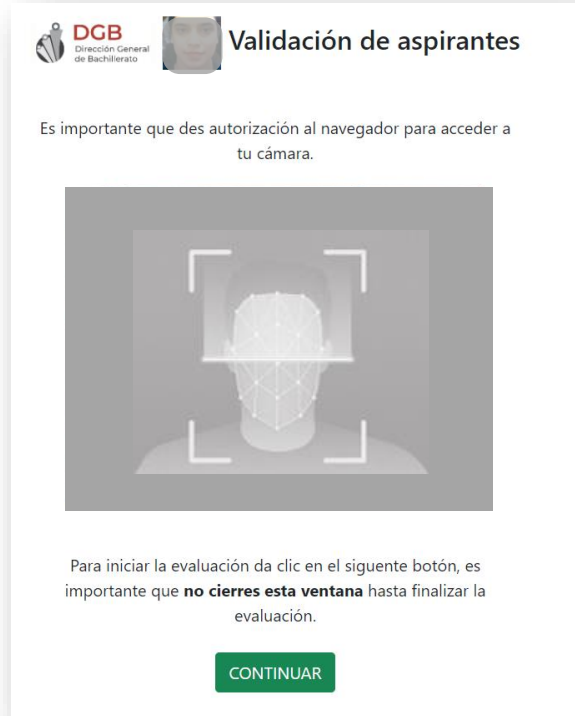 DGB
Dirección General
de Bachillerato
Validación de aspirantes
Es importante que des autorización al navegador para acceder a
tu cámara.
Para iniciar la evaluación da clic en el siguente botón, es
importante que no cierres esta ventana hasta finalizar la
evaluación.
CONTINUAR